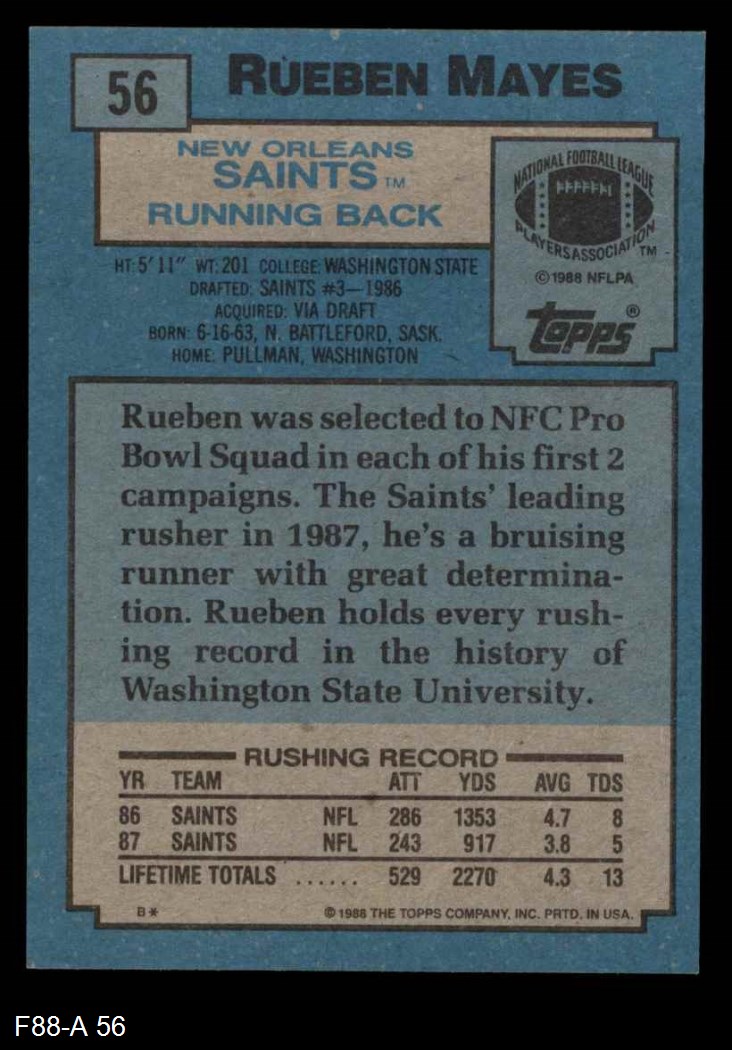 56
RUEBEN MAYES
NEW ORLEANS
SAINTS TM
RUNNING BACK
NATIONAL FOOTBALL LEAGUE
PLAYERS ASSOCIATION TM
©1988 NFLPA
topps®
HT: 5' 11" WT: 201 COLLEGE: WASHINGTON STATE
DRAFTED: SAINTS #3—1986
ACQUIRED: VIA DRAFT
BORN: 6-16-63, N. BATTLEFORD, SASK.
HOME: PULLMAN, WASHINGTON
Rueben was selected to NFC Pro
Bowl Squad in each of his first 2
campaigns. The Saints' leading
rusher in 1987, he's a bruising
runner with great determina-
tion. Rueben holds every rush-
ing record in the history of
Washington State University.
RUSHING RECORD
YR TEAM ATT YDS AVG TDS
86 SAINTS NFL 286 1353 4.7 8
87 SAINTS NFL 243 917 3.8 5
LIFETIME TOTALS ...... 529 2270 4.3 13
B* © 1988 THE TOPPS COMPANY, INC. PRTD. IN USA.
F88-A 56